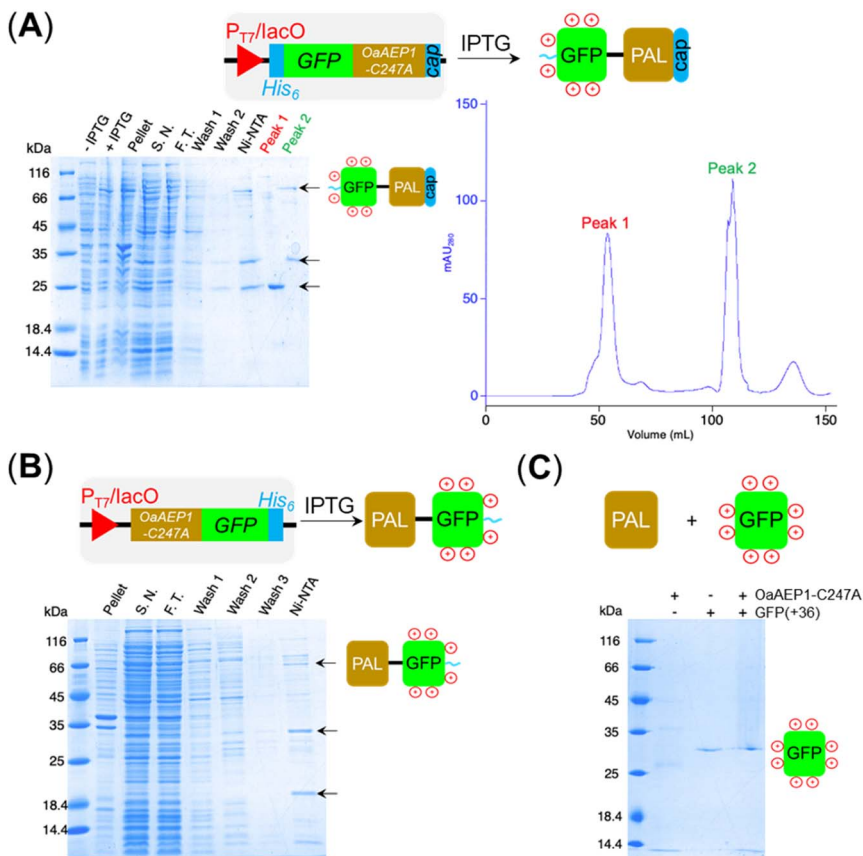 (A)
P_T7/lacO
GFP
OaAEP1
-C247A
cap
His₆
IPTG
GFP
PAL
cap
kDa
- IPTG
+ IPTG
Pellet
S. N.
F. T.
Wash 1
Wash 2
Ni-NTA
Peak 1
Peak 2
116
66
45
35
25
18.4
14.4
GFP
PAL
cap
mAU₂₈₀
150
100
50
0
Peak 1
Peak 2
0
50
100
150
Volume (mL)
(B)
P_T7/lacO
OaAEP1
-C247A
GFP
His₆
IPTG
PAL
GFP
kDa
Pellet
S. N.
F. T.
Wash 1
Wash 2
Wash 3
Ni-NTA
116
66
45
35
25
18.4
14.4
PAL
GFP
(C)
PAL
+
GFP
+ - + OaAEP1-C247A
- + + GFP(+36)
kDa
116
66
45
35
25
18.4
14.4
GFP